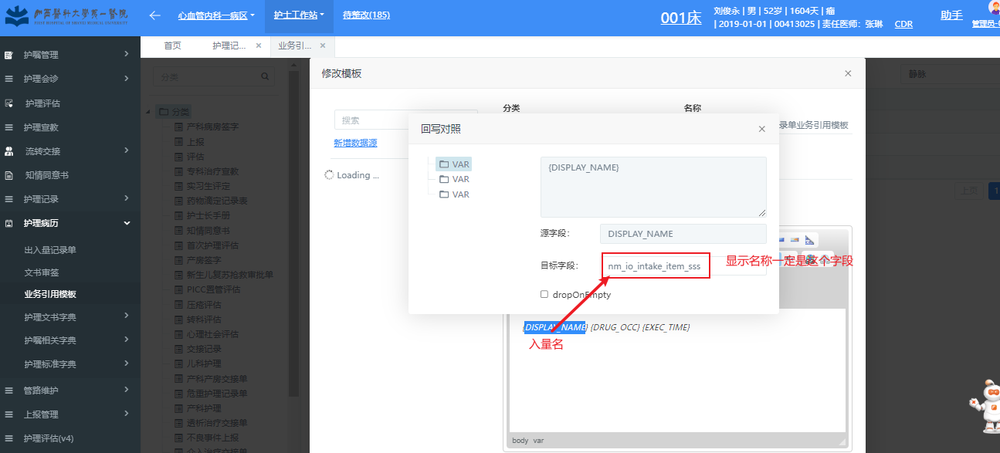 山西医科大学第一医院
FIRST HOSPITAL OF SHANXI MEDICAL UNIVERSITY
心血管内科一病区
护士工作站
待整改(185)
001床
刘俊永 | 男 | 52岁 | 1604天 | 痛
| 2019-01-01 | 00413025 | 责任医师: 张琳
CDR
助手
管理员-
首页
护理记...
业务引...
护嘱管理
护理会诊
护理评估
护理宣教
流转交接
知情同意书
护理记录
护理病历
出入量记录单
文书审签
业务引用模板
护理文书字典
护嘱相关字典
护理标准字典
管路维护
上报管理
护理评估(v4)
分类
分类
产科病房签字
上报
评估
专科治疗宣教
实习生评定
药物滴定记录表
护士长手册
知情同意书
首次护理评估
产房签字
新生儿复苏抢救审批单
PICC置管评估
压疮评估
转科评估
心理社会评估
交接记录
儿科护理
产科产房交接单
危重护理记录单
产科护理
透析治疗交接单
不良事件上报
介入治疗交接单
修改模板
搜索
新增数据源
Loading ...
分类
名称
录单业务引用模板
静脉
上页
1
回写对照
VAR
VAR
VAR
{DISPLAY_NAME}
源字段:
DISPLAY_NAME
目标字段:
nm_io_intake_item_sss
显示名称一定是这个字段
dropOnEmpty
{DISPLAY_NAME} {DRUG_OCC} {EXEC_TIME}
入量名
body var